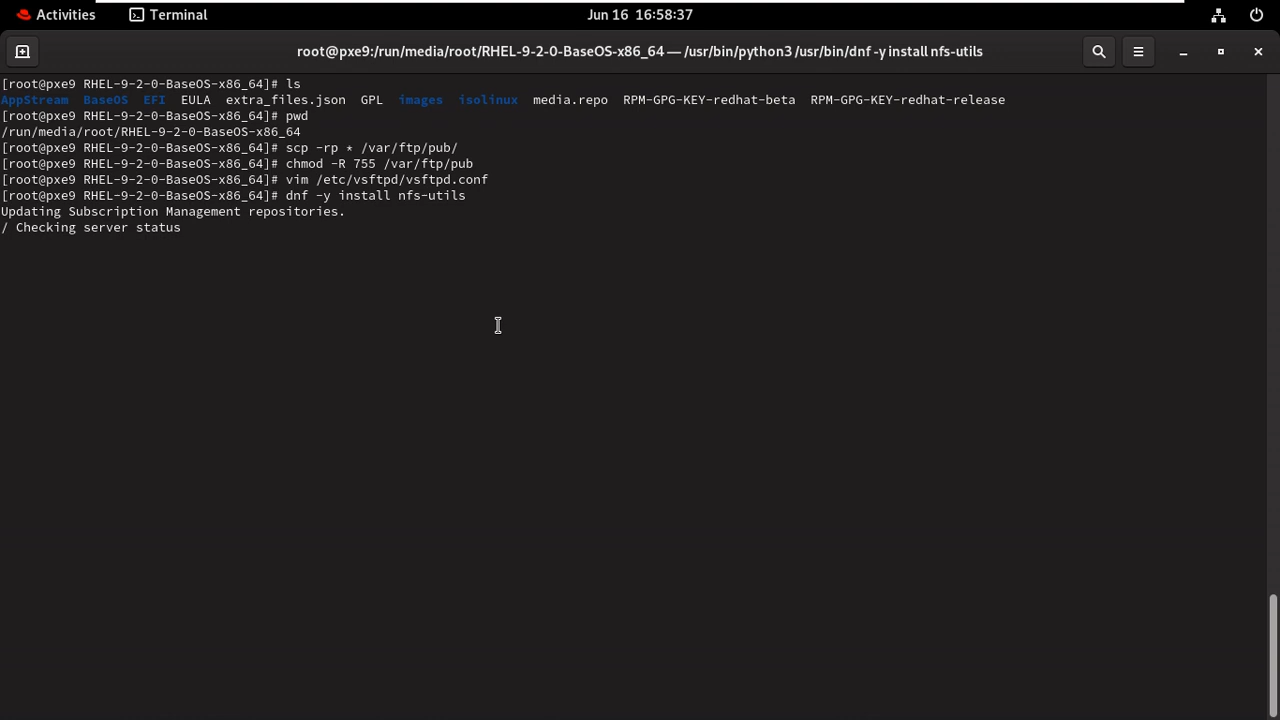 Activities Terminal Jun 16 16:58:37
root@pxe9:/run/media/root/RHEL-9-2-0-BaseOS-x86_64 — /usr/bin/python3 /usr/bin/dnf -y install nfs-utils
[root@pxe9 RHEL-9-2-0-BaseOS-x86_64]# ls
AppStream BaseOS EFI EULA extra_files.json GPL images isolinux media.repo RPM-GPG-KEY-redhat-beta RPM-GPG-KEY-redhat-release
[root@pxe9 RHEL-9-2-0-BaseOS-x86_64]# pwd
/run/media/root/RHEL-9-2-0-BaseOS-x86_64
[root@pxe9 RHEL-9-2-0-BaseOS-x86_64]# scp -rp * /var/ftp/pub/
[root@pxe9 RHEL-9-2-0-BaseOS-x86_64]# chmod -R 755 /var/ftp/pub
[root@pxe9 RHEL-9-2-0-BaseOS-x86_64]# vim /etc/vsftpd/vsftpd.conf
[root@pxe9 RHEL-9-2-0-BaseOS-x86_64]# dnf -y install nfs-utils
Updating Subscription Management repositories.
/ Checking server status